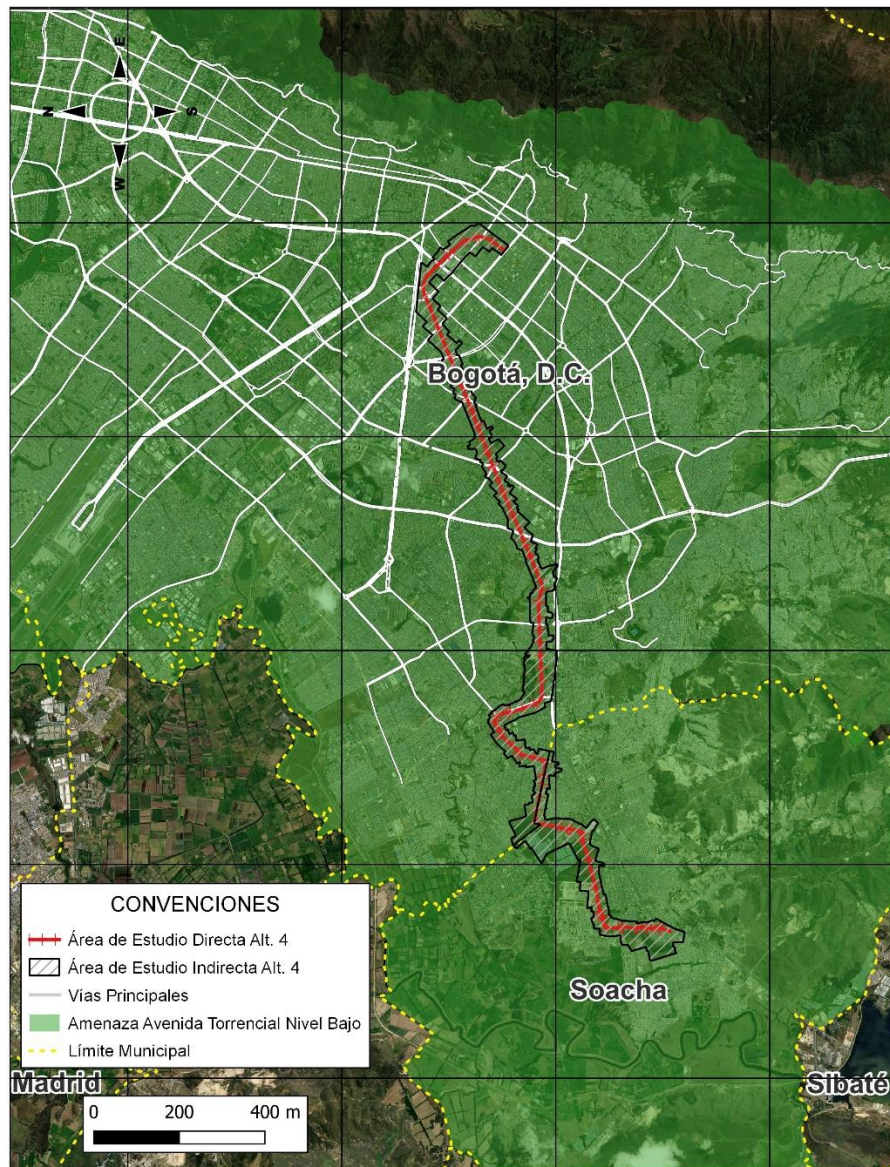 E
N
S
W
Bogotá, D.C.
CONVENCIONES
Área de Estudio Directa Alt. 4
Área de Estudio Indirecta Alt. 4
Vías Principales
Amenaza Avenida Torrencial Nivel Bajo
Límite Municipal
Soacha
Madrid
Sibaté
0 200 400 m